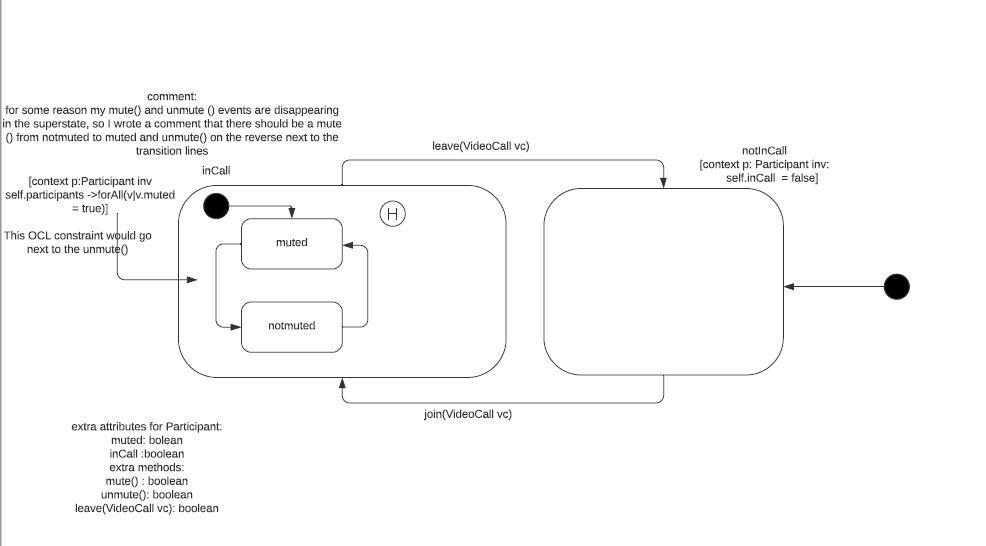 comment:
for some reason my mute() and unmute () events are disappearing
in the superstate, so I wrote a comment that there should be a mute
() from notmuted to muted and unmute() on the reverse next to the
transition lines
leave(VideoCall vc)
notInCall
[context p: Participant inv:
self.inCall = false]
inCall
[context p:Participant inv
self.participants ->forAll(v|v.muted
= true)]
H
This OCL constraint would go
next to the unmute()
muted
notmuted
join(VideoCall vc)
extra attributes for Participant:
muted: bolean
inCall :boolean
extra methods:
mute() : boolean
unmute(): boolean
leave(VideoCall vc): boolean